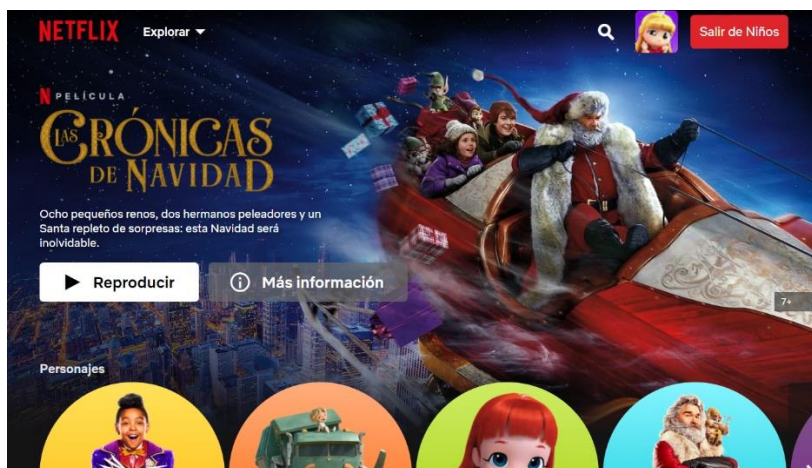 NETFLIX
Explorar
Salir de Niños
N PELÍCULA
LAS CRÓNICAS
DE NAVIDAD
Ocho pequeños renos, dos hermanos peleadores y un
Santa repleto de sorpresas: esta Navidad será
inolvidable.
Reproducir
Más información
7+
Personajes